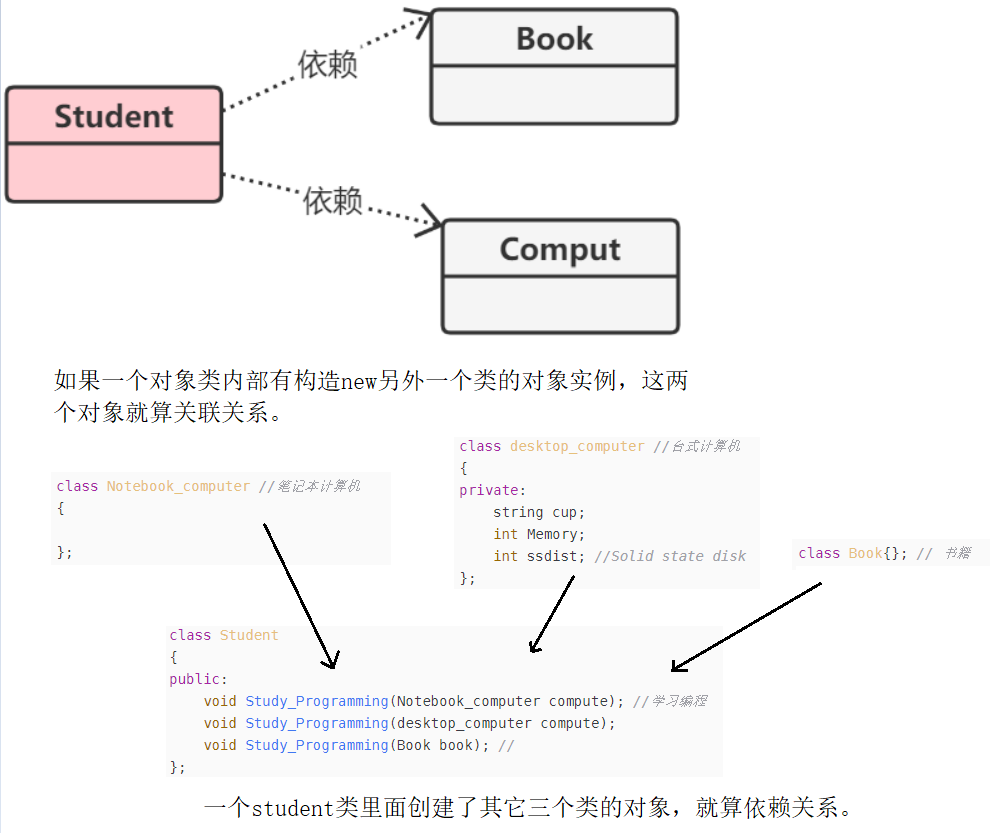 Book
依赖
Student
依赖
Comput
如果一个对象类内部有构造new另外一个类的对象实例，这两
个对象就算关联关系。
class Notebook_computer //笔记本计算机
{
};
class desktop_computer //台式计算机
{
private:
string cup;
int Memory;
int ssdist; //Solid state disk
};
class Book{}; // 书籍
class Student
{
public:
void Study_Programming(Notebook_computer compute); //学习编程
void Study_Programming(desktop_computer compute);
void Study_Programming(Book book); //
};
一个student类里面创建了其它三个类的对象，就算依赖关系。